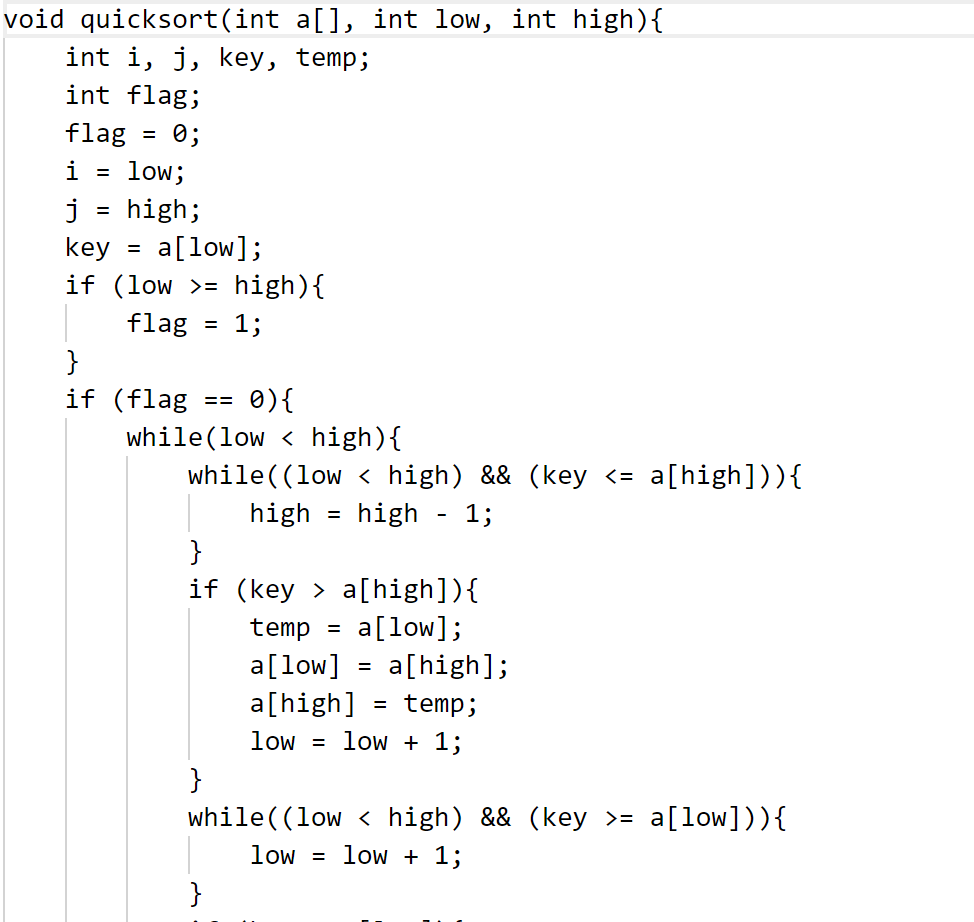 void quicksort(int a[], int low, int high){
    int i, j, key, temp;
    int flag;
    flag = 0;
    i = low;
    j = high;
    key = a[low];
    if (low >= high){
        flag = 1;
    }
    if (flag == 0){
        while(low < high){
            while((low < high) && (key <= a[high])){
                high = high - 1;
            }
            if (key > a[high]){
                temp = a[low];
                a[low] = a[high];
                a[high] = temp;
                low = low + 1;
            }
            while((low < high) && (key >= a[low])){
                low = low + 1;
            }